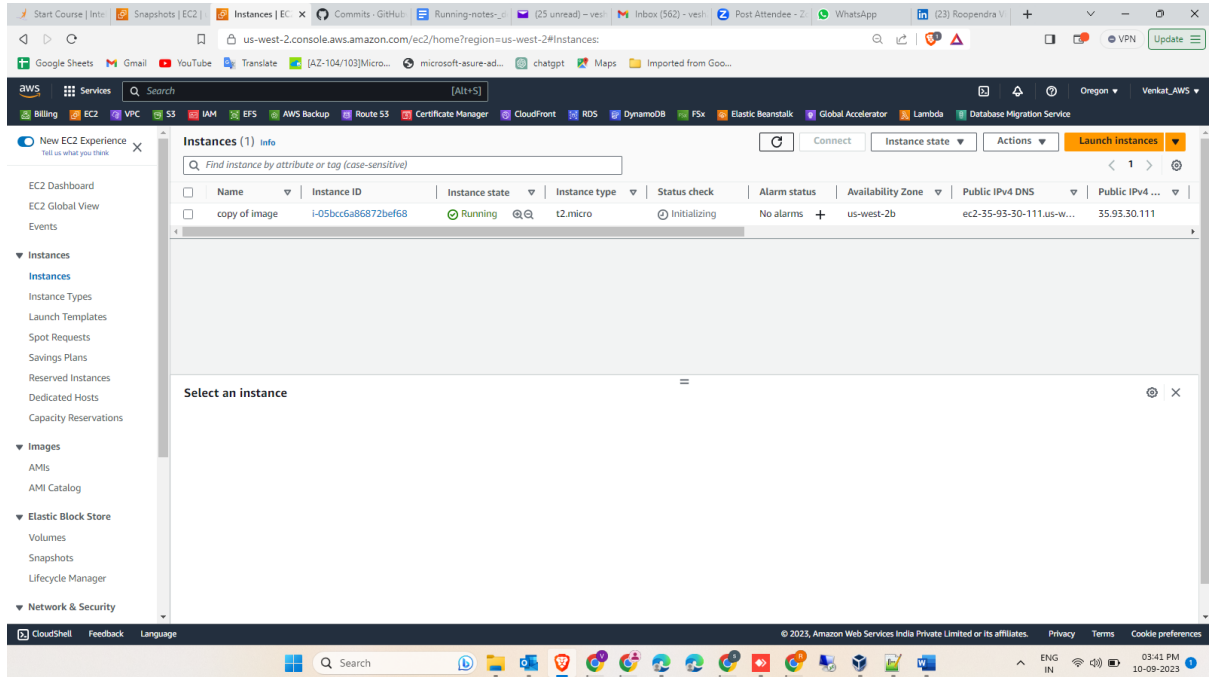 Start Course | Inte
Snapshots | EC2 |
Instances | EC
Commits · GitHub
Running-notes-_d
(25 unread) – vesh
Inbox (562) - vesh
Post Attendee - Z
WhatsApp
(23) Roopendra V
us-west-2.console.aws.amazon.com/ec2/home?region=us-west-2#Instances:
VPN
Update
Google Sheets
Gmail
YouTube
Translate
[AZ-104/103]Micro...
microsoft-asure-ad...
chatgpt
Maps
Imported from Goo...
aws
Services
Search
[Alt+S]
Oregon
Venkat_AWS
Billing
EC2
VPC
S3
IAM
EFS
AWS Backup
Route 53
Certificate Manager
CloudFront
RDS
DynamoDB
FSx
Elastic Beanstalk
Global Accelerator
Lambda
Database Migration Service
New EC2 Experience
Tell us what you think
EC2 Dashboard
EC2 Global View
Events
Instances
Instances
Instance Types
Launch Templates
Spot Requests
Savings Plans
Reserved Instances
Dedicated Hosts
Capacity Reservations
Images
AMIs
AMI Catalog
Elastic Block Store
Volumes
Snapshots
Lifecycle Manager
Network & Security
Instances (1) Info
Connect
Instance state
Actions
Launch instances
Find instance by attribute or tag (case-sensitive)
1
Name Instance ID Instance state Instance type Status check Alarm status Availability Zone Public IPv4 DNS Public IPv4 ...
copy of image i-05bcc6a86872bef68 Running t2.micro Initializing No alarms us-west-2b ec2-35-93-30-111.us-w... 35.93.30.111
Select an instance
CloudShell Feedback Language
© 2023, Amazon Web Services India Private Limited or its affiliates. Privacy Terms Cookie preferences
Search
ENG
IN
03:41 PM
10-09-2023